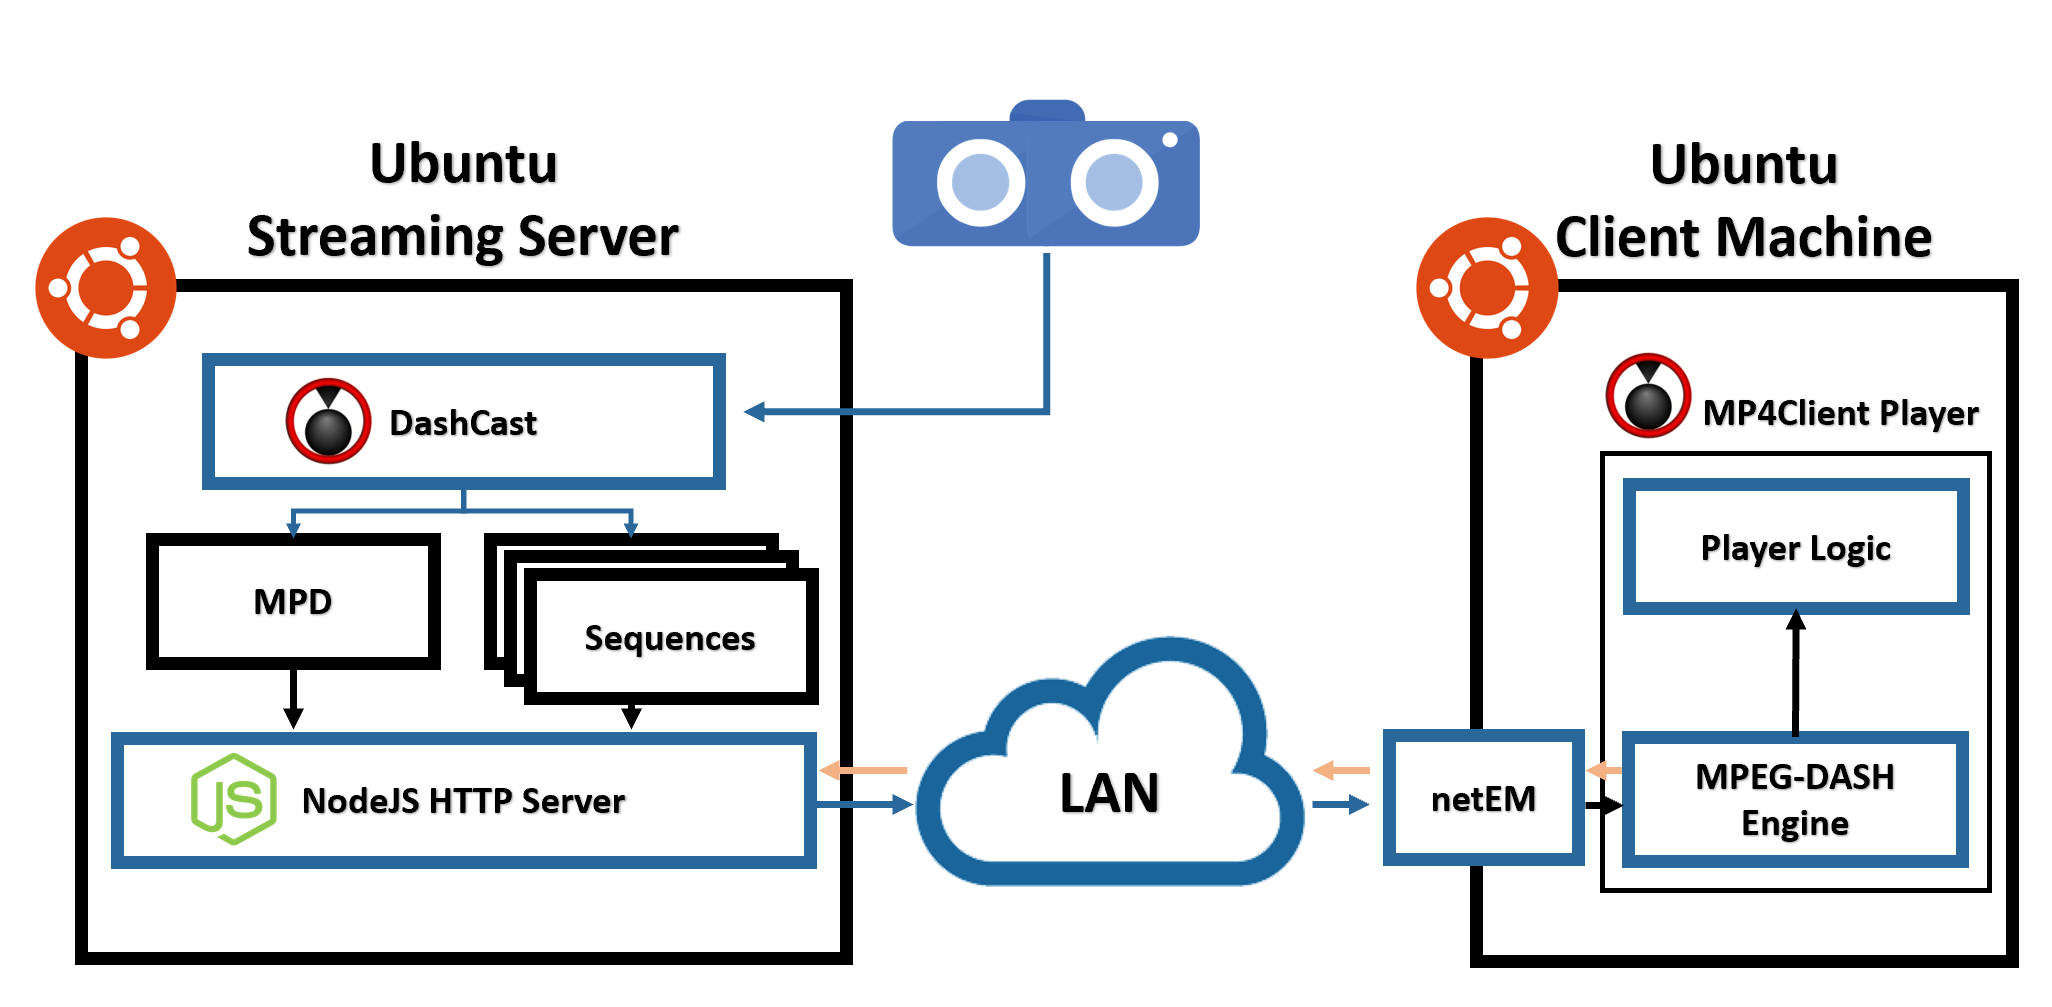 Ubuntu
Streaming Server
Ubuntu
Client Machine
DashCast
MP4Client Player
MPD
Sequences
Player Logic
JS
NodeJS HTTP Server
LAN
netEM
MPEG-DASH
Engine